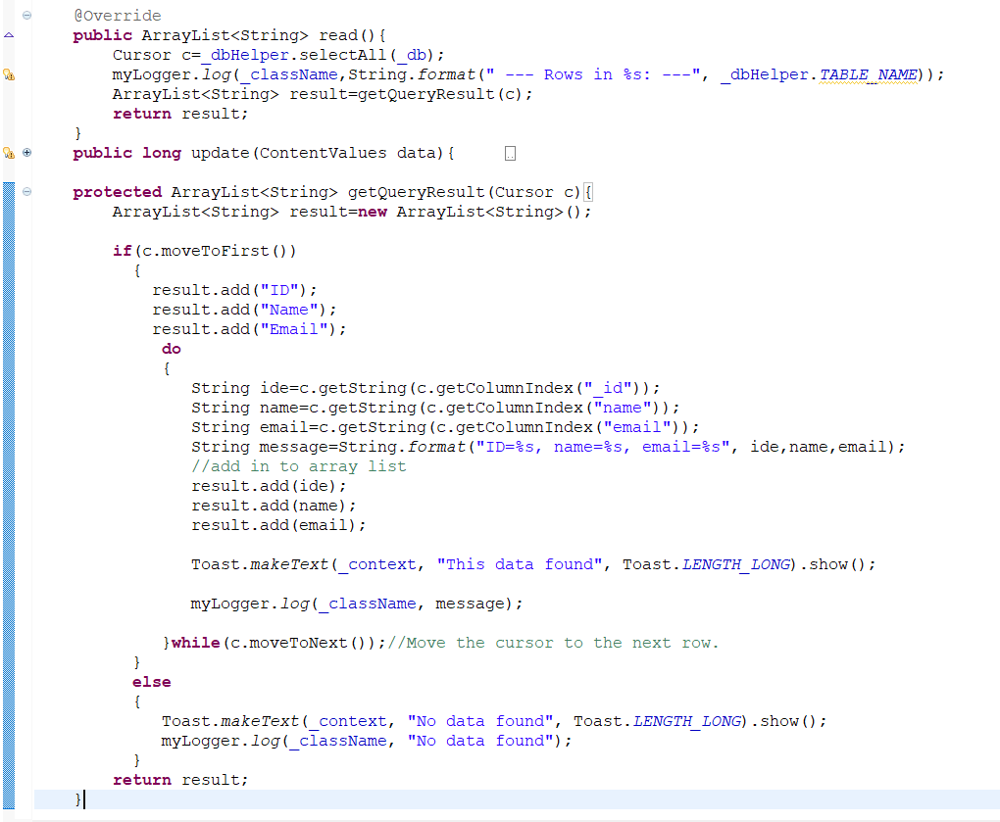 @Override
public ArrayList<String> read(){
Cursor c=_dbHelper.selectAll(_db);
myLogger.log(_className,String.format(" --- Rows in %s: ---", _dbHelper.TABLE_NAME));
ArrayList<String> result=getQueryResult(c);
return result;
}
public long update(ContentValues data){
protected ArrayList<String> getQueryResult(Cursor c){
ArrayList<String> result=new ArrayList<String>();
if(c.moveToFirst())
{
result.add("ID");
result.add("Name");
result.add("Email");
do
{
String ide=c.getString(c.getColumnIndex("_id"));
String name=c.getString(c.getColumnIndex("name"));
String email=c.getString(c.getColumnIndex("email"));
String message=String.format("ID=%s, name=%s, email=%s", ide,name,email);
//add in to array list
result.add(ide);
result.add(name);
result.add(email);
Toast.makeText(_context, "This data found", Toast.LENGTH_LONG).show();
myLogger.log(_className, message);
}while(c.moveToNext());//Move the cursor to the next row.
}
else
{
Toast.makeText(_context, "No data found", Toast.LENGTH_LONG).show();
myLogger.log(_className, "No data found");
}
return result;
}